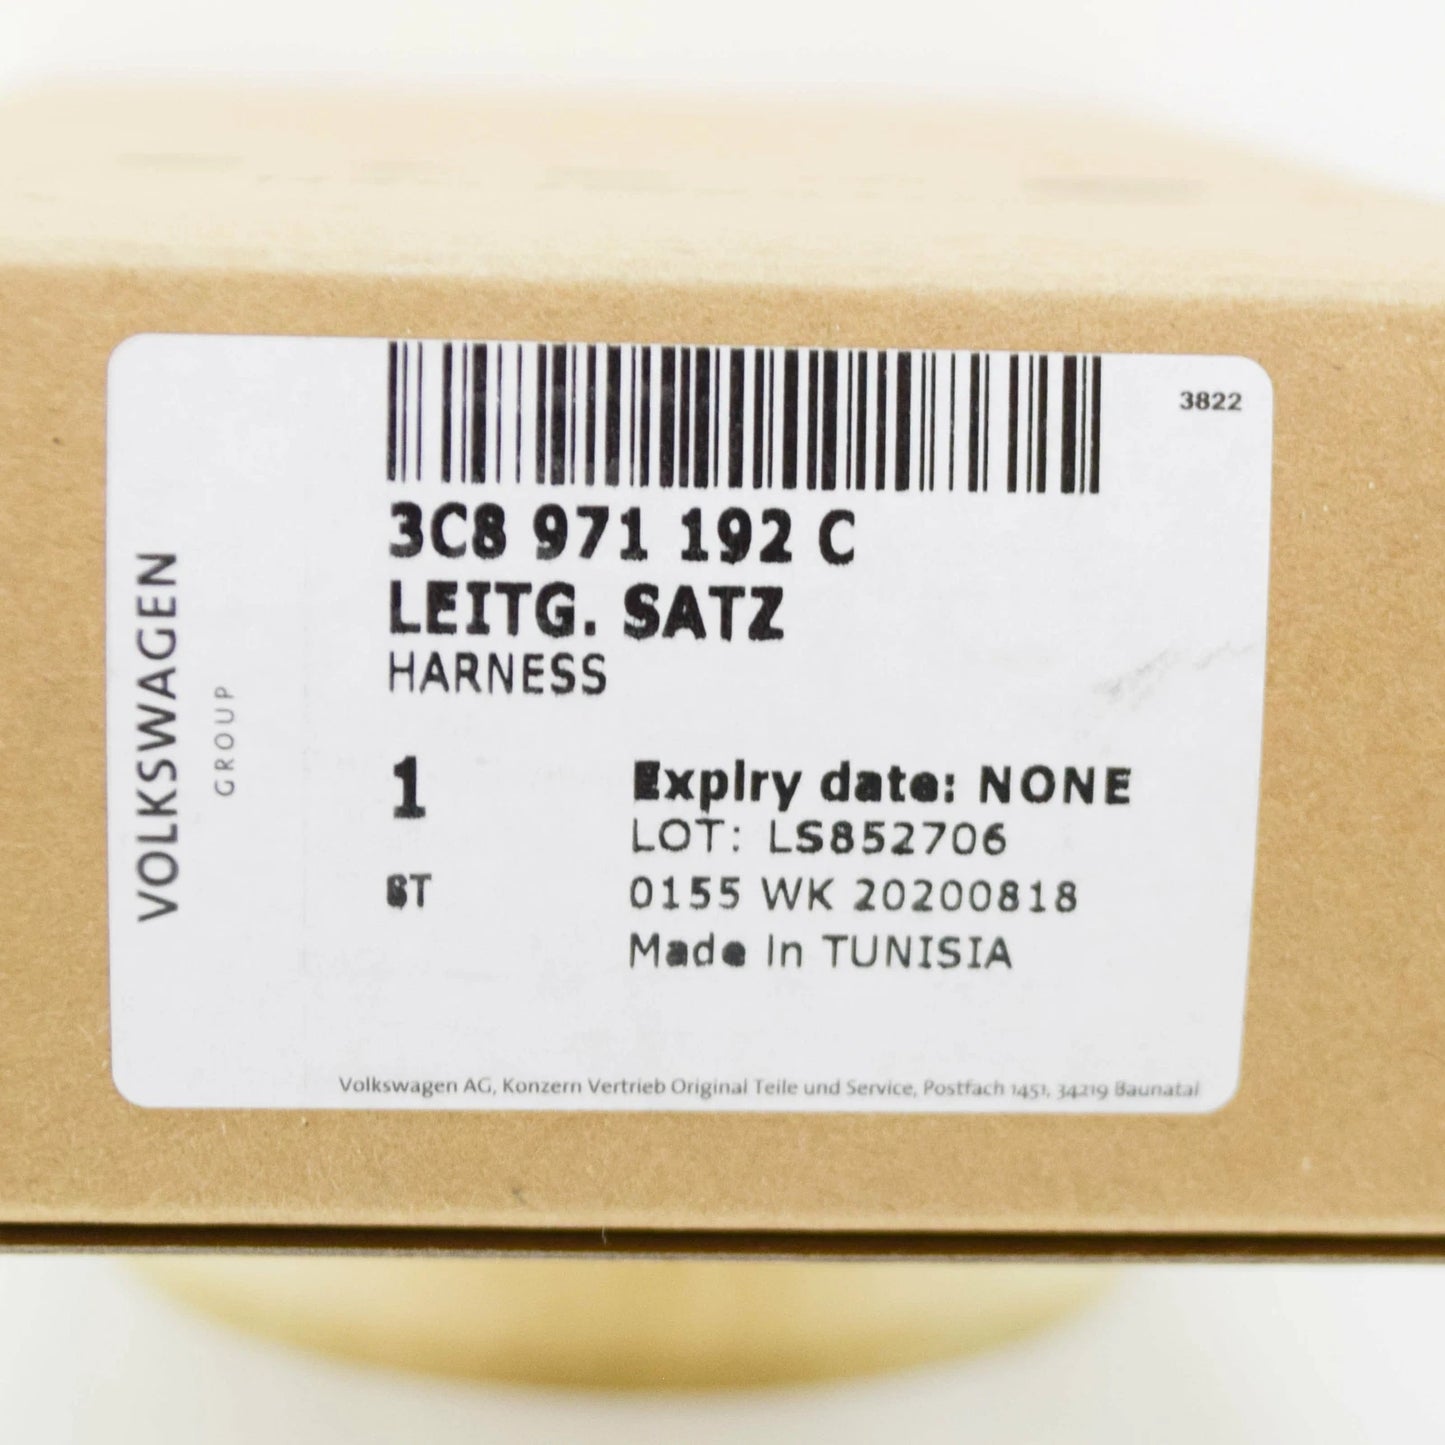 3822
3C8 971 192 C
LEITG. SATZ
HARNESS
VOLKSWAGEN
GROUP
1
Expiry date: NONE
LOT: LS852706
ST
0155 WK 20200818
Made in TUNISIA
Volkswagen AG, Konzern Vertrieb Original Teile und Service, Postfach 1451, 34219 Baunatal